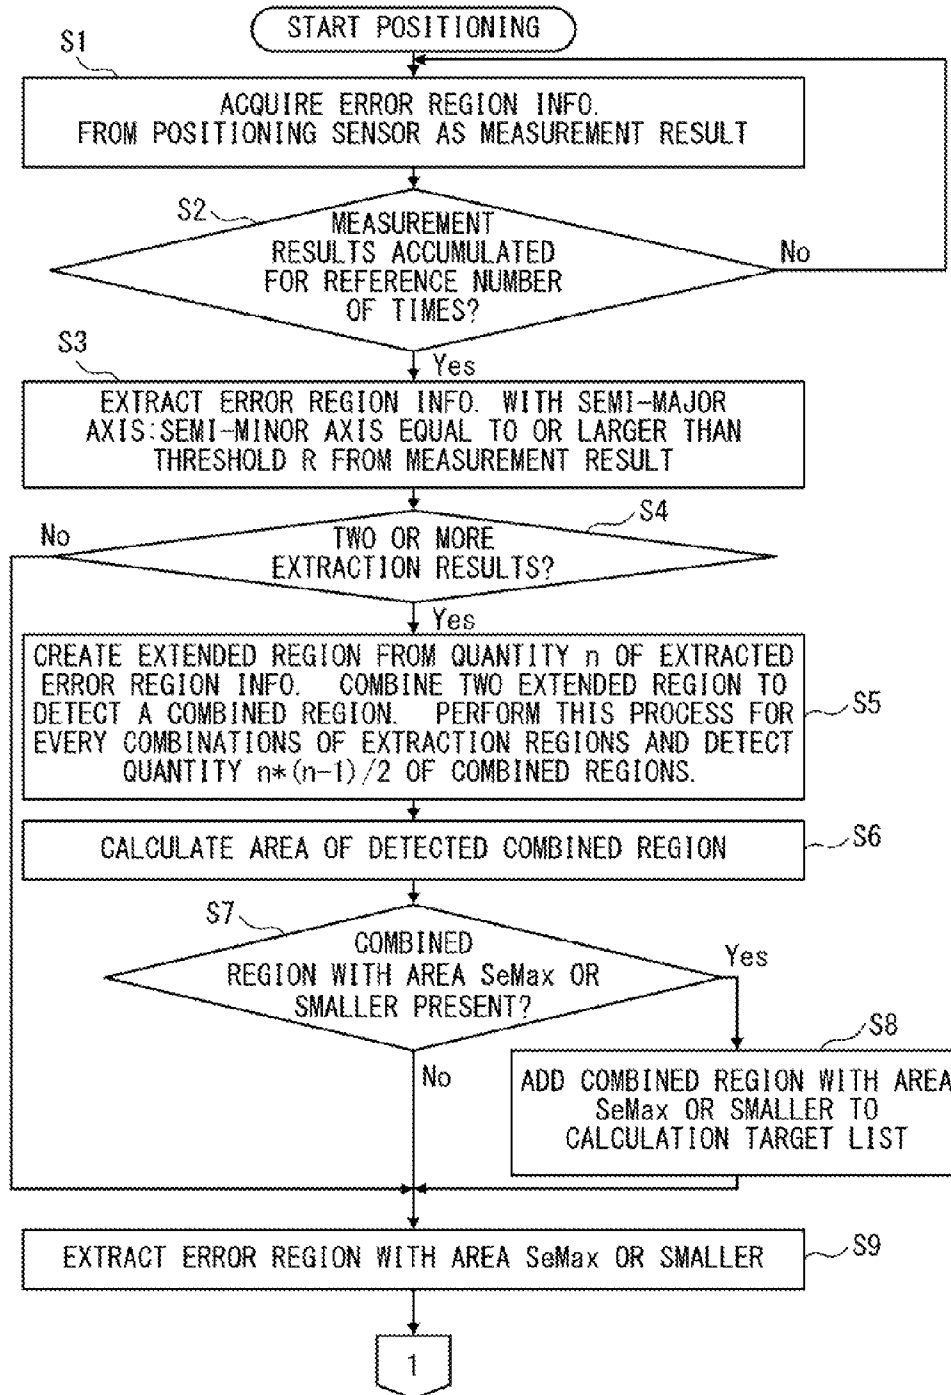 START POSITIONING
S1
ACQUIRE ERROR REGION INFO.
FROM POSITIONING SENSOR AS MEASUREMENT RESULT
S2
MEASUREMENT
RESULTS ACCUMULATED
FOR REFERENCE NUMBER
OF TIMES?
No
Yes
S3
EXTRACT ERROR REGION INFO. WITH SEMI-MAJOR
AXIS:SEMI-MINOR AXIS EQUAL TO OR LARGER THAN
THRESHOLD R FROM MEASUREMENT RESULT
S4
No
TWO OR MORE
EXTRACTION RESULTS?
Yes
CREATE EXTENDED REGION FROM QUANTITY n OF EXTRACTED
ERROR REGION INFO. COMBINE TWO EXTENDED REGION TO
DETECT A COMBINED REGION. PERFORM THIS PROCESS FOR
EVERY COMBINATIONS OF EXTRACTION REGIONS AND DETECT
QUANTITY n*(n-1)/2 OF COMBINED REGIONS.
S5
CALCULATE AREA OF DETECTED COMBINED REGION
S6
S7
COMBINED
REGION WITH AREA SeMax OR
SMALLER PRESENT?
Yes
No
S8
ADD COMBINED REGION WITH AREA
SeMax OR SMALLER TO
CALCULATION TARGET LIST
EXTRACT ERROR REGION WITH AREA SeMax OR SMALLER
S9
1